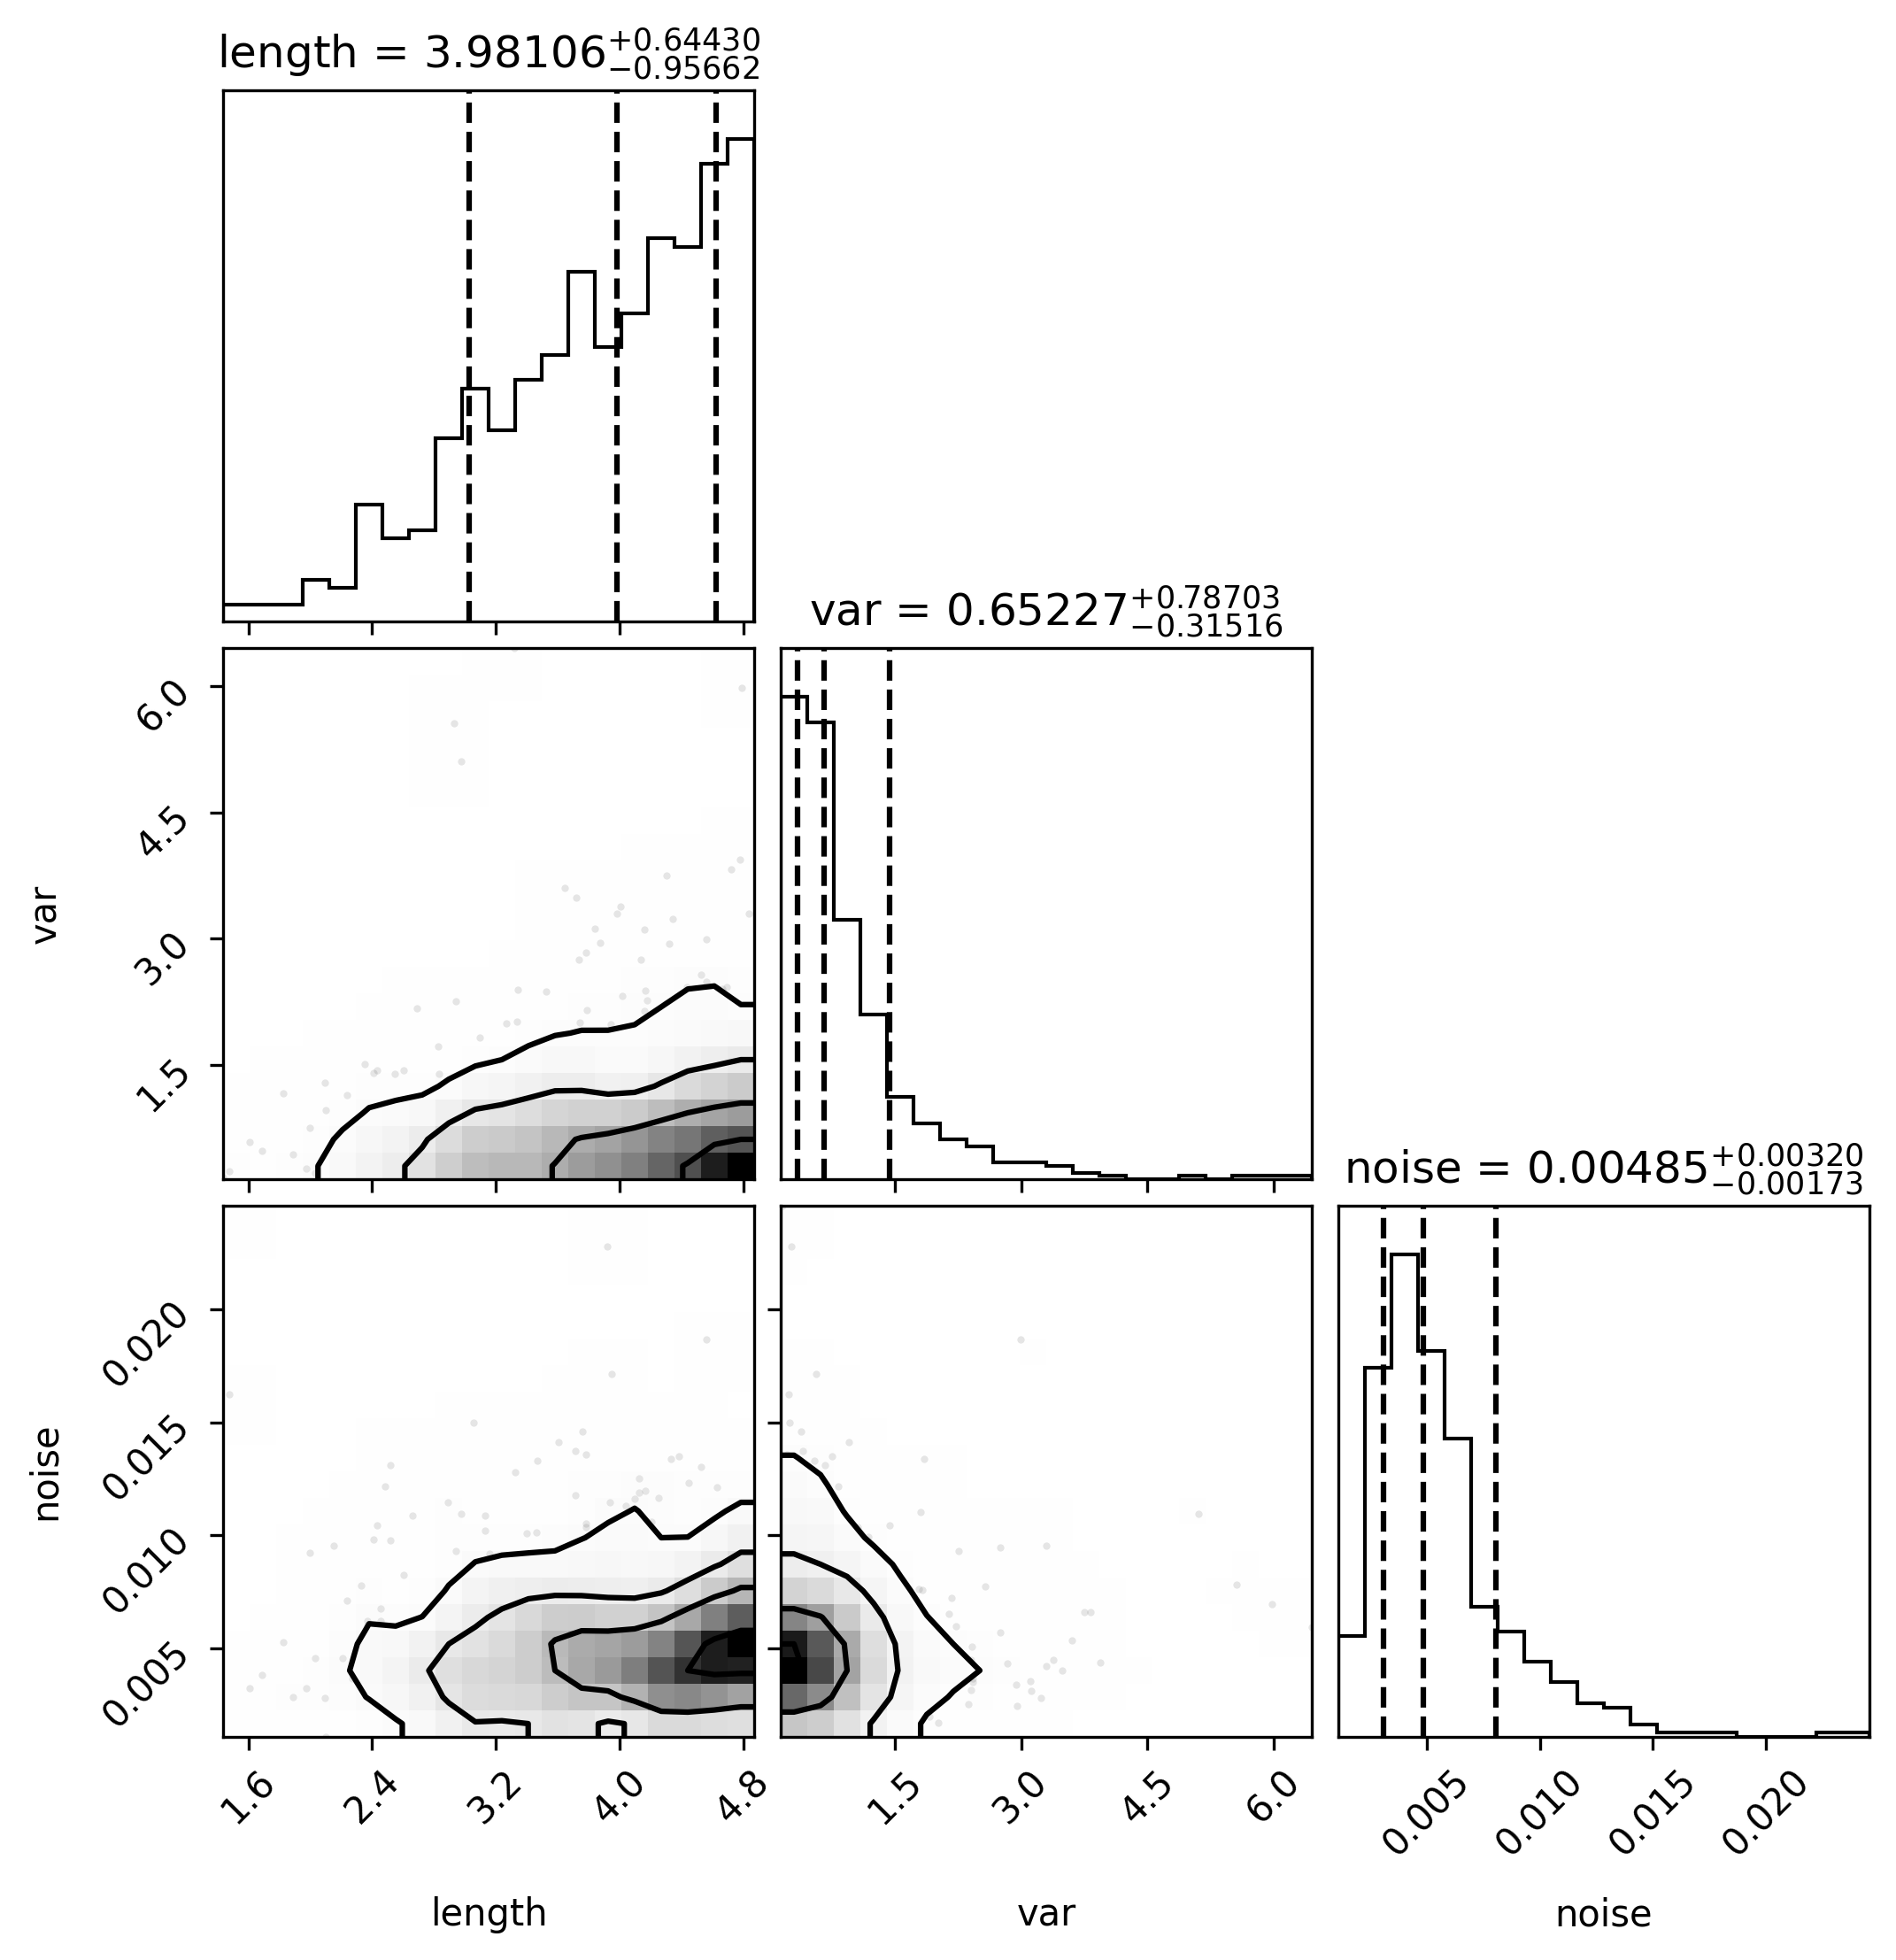 length = 3.98106 +0.64430 −0.95662
var = 0.65227 +0.78703 −0.31516
6.0
4.5
3.0
1.5
var
noise = 0.00485 +0.00320 −0.00173
0.020
0.015
0.010
0.005
noise
1.6 2.4 3.2 4.0 4.8 1.5 3.0 4.5 6.0 0.005 0.010 0.015 0.020
length var noise